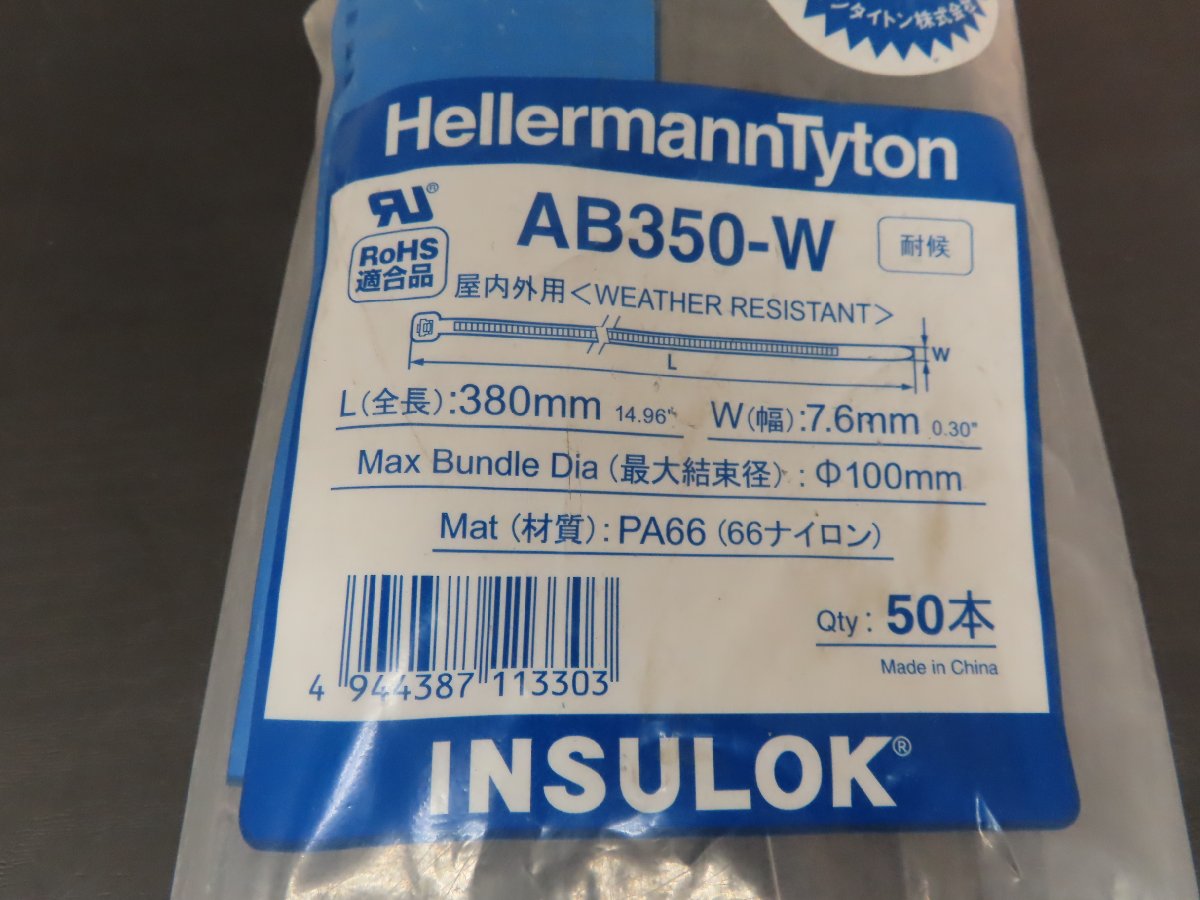 ータイトン株式会社
HellermannTyton
RU®
AB350-W
耐候
RoHS
適合品
屋内外用<WEATHER RESISTANT>
W
L
L(全長):380mm 14.96" W(幅):7.6mm 0.30"
Max Bundle Dia (最大結束径) : Φ100mm
Mat (材質): PA66 (66ナイロン)
Qty: 50本
Made in China
4 944387 113303
INSULOK®